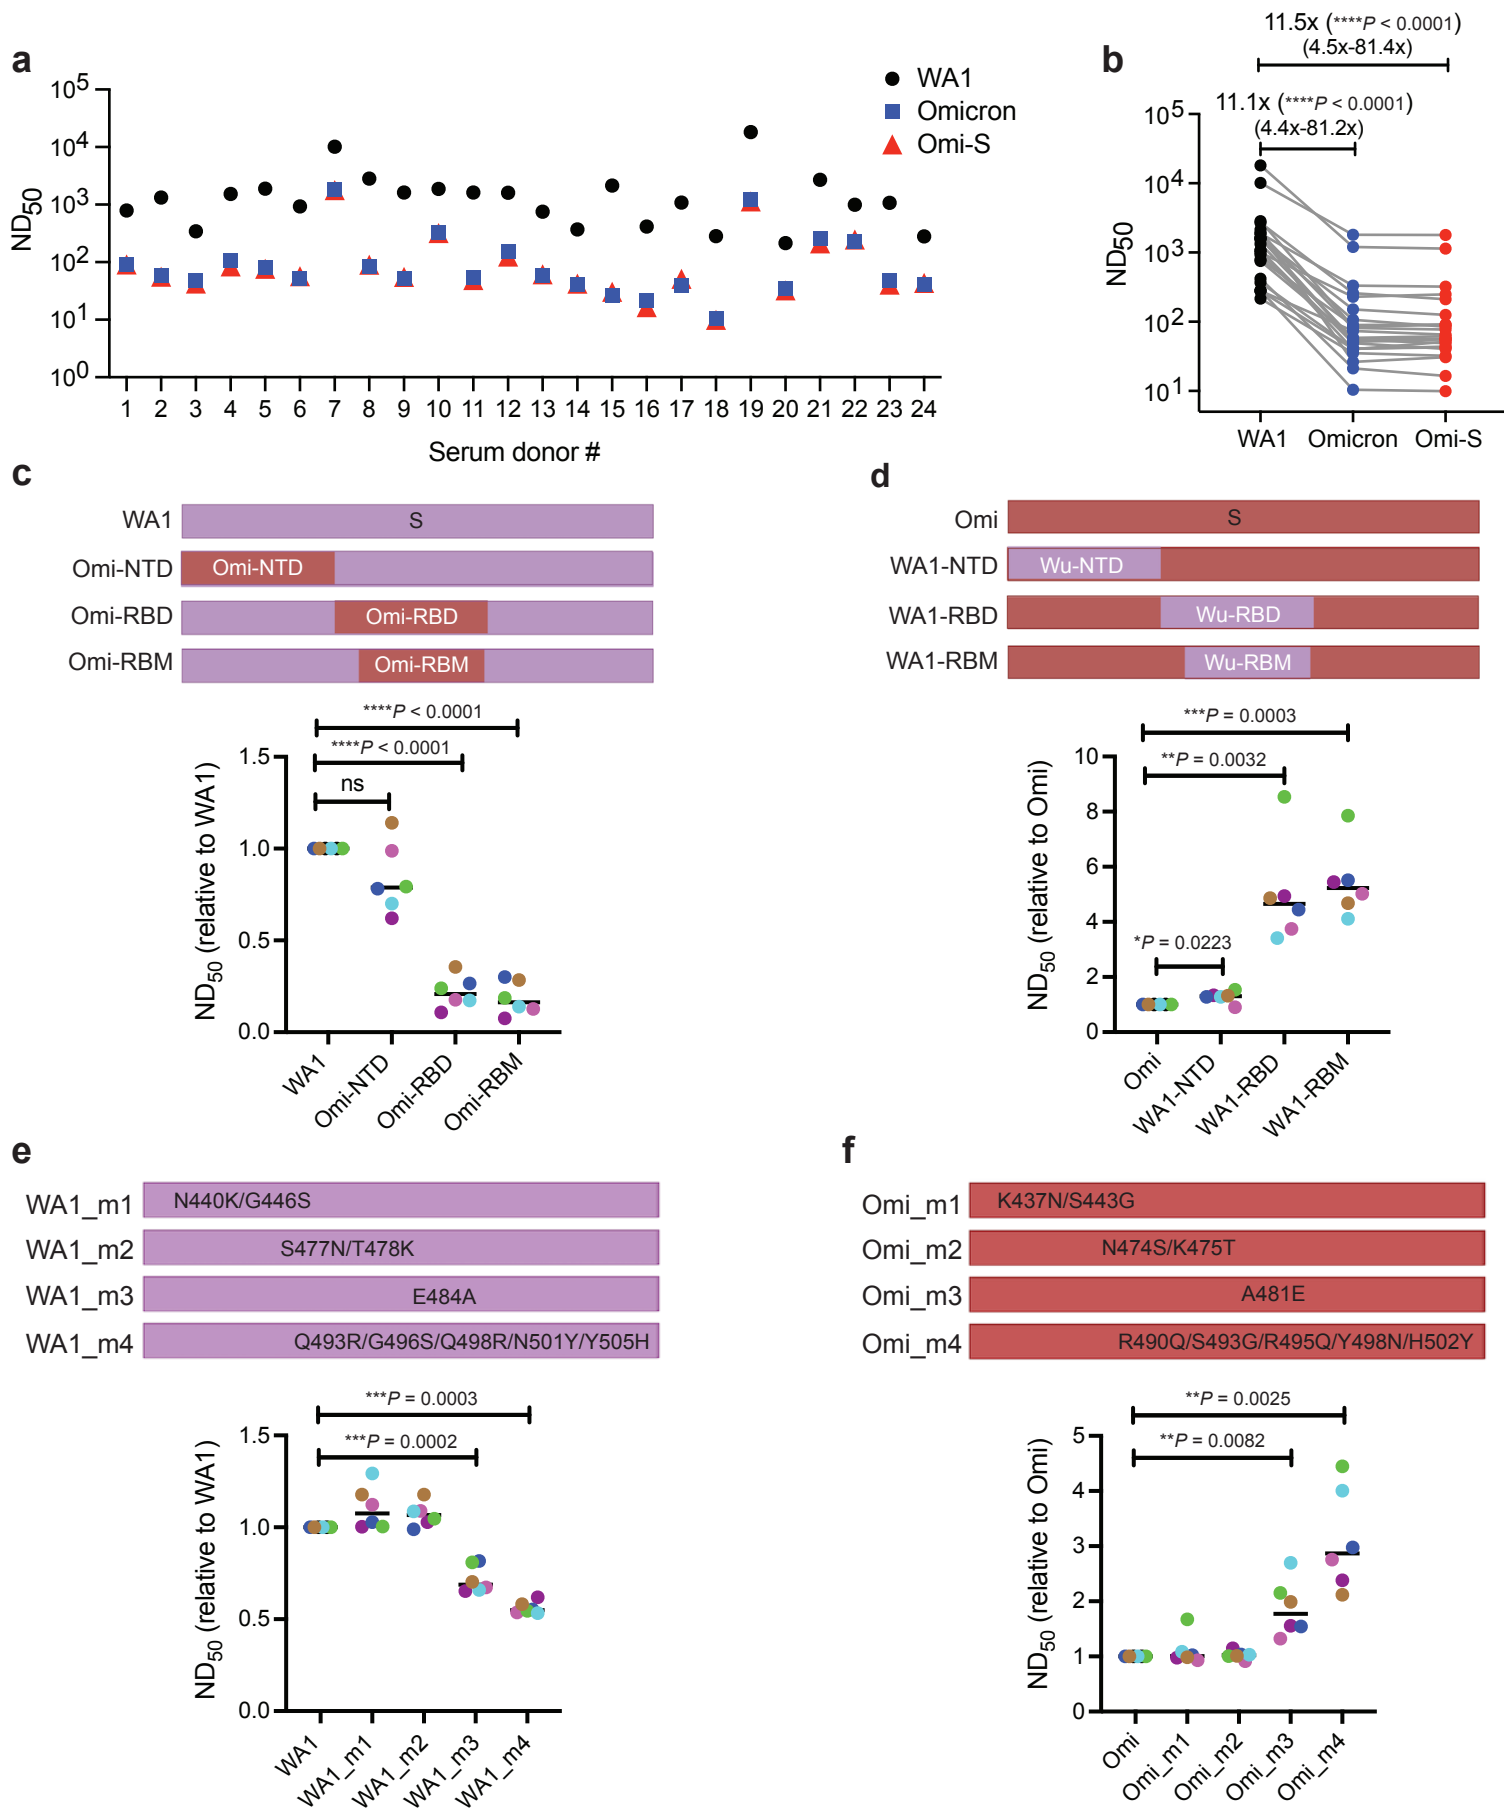 a
10^5
10^4
10^3
10^2
10^1
10^0
ND50
WA1
Omicron
Omi-S
1 2 3 4 5 6 7 8 9 10 11 12 13 14 15 16 17 18 19 20 21 22 23 24
Serum donor #
b
11.5x (****P < 0.0001)
(4.5x-81.4x)
11.1x (****P < 0.0001)
(4.4x-81.2x)
10^5
10^4
10^3
10^2
10^1
ND50
WA1 Omicron Omi-S
c
WA1 S
Omi-NTD Omi-NTD
Omi-RBD Omi-RBD
Omi-RBM Omi-RBM
****P < 0.0001
****P < 0.0001
ns
1.5
1.0
0.5
0.0
ND50 (relative to WA1)
WA1
Omi-NTD
Omi-RBD
Omi-RBM
d
Omi S
WA1-NTD Wu-NTD
WA1-RBD Wu-RBD
WA1-RBM Wu-RBM
***P = 0.0003
**P = 0.0032
*P = 0.0223
10
8
6
4
2
0
ND50 (relative to Omi)
Omi
WA1-NTD
WA1-RBD
WA1-RBM
e
WA1_m1 N440K/G446S
WA1_m2 S477N/T478K
WA1_m3 E484A
WA1_m4 Q493R/G496S/Q498R/N501Y/Y505H
***P = 0.0003
***P = 0.0002
1.5
1.0
0.5
0.0
ND50 (relative to WA1)
WA1
WA1_m1
WA1_m2
WA1_m3
WA1_m4
f
Omi_m1 K437N/S443G
Omi_m2 N474S/K475T
Omi_m3 A481E
Omi_m4 R490Q/S493G/R495Q/Y498N/H502Y
**P = 0.0025
**P = 0.0082
5
4
3
2
1
0
ND50 (relative to Omi)
Omi
Omi_m1
Omi_m2
Omi_m3
Omi_m4